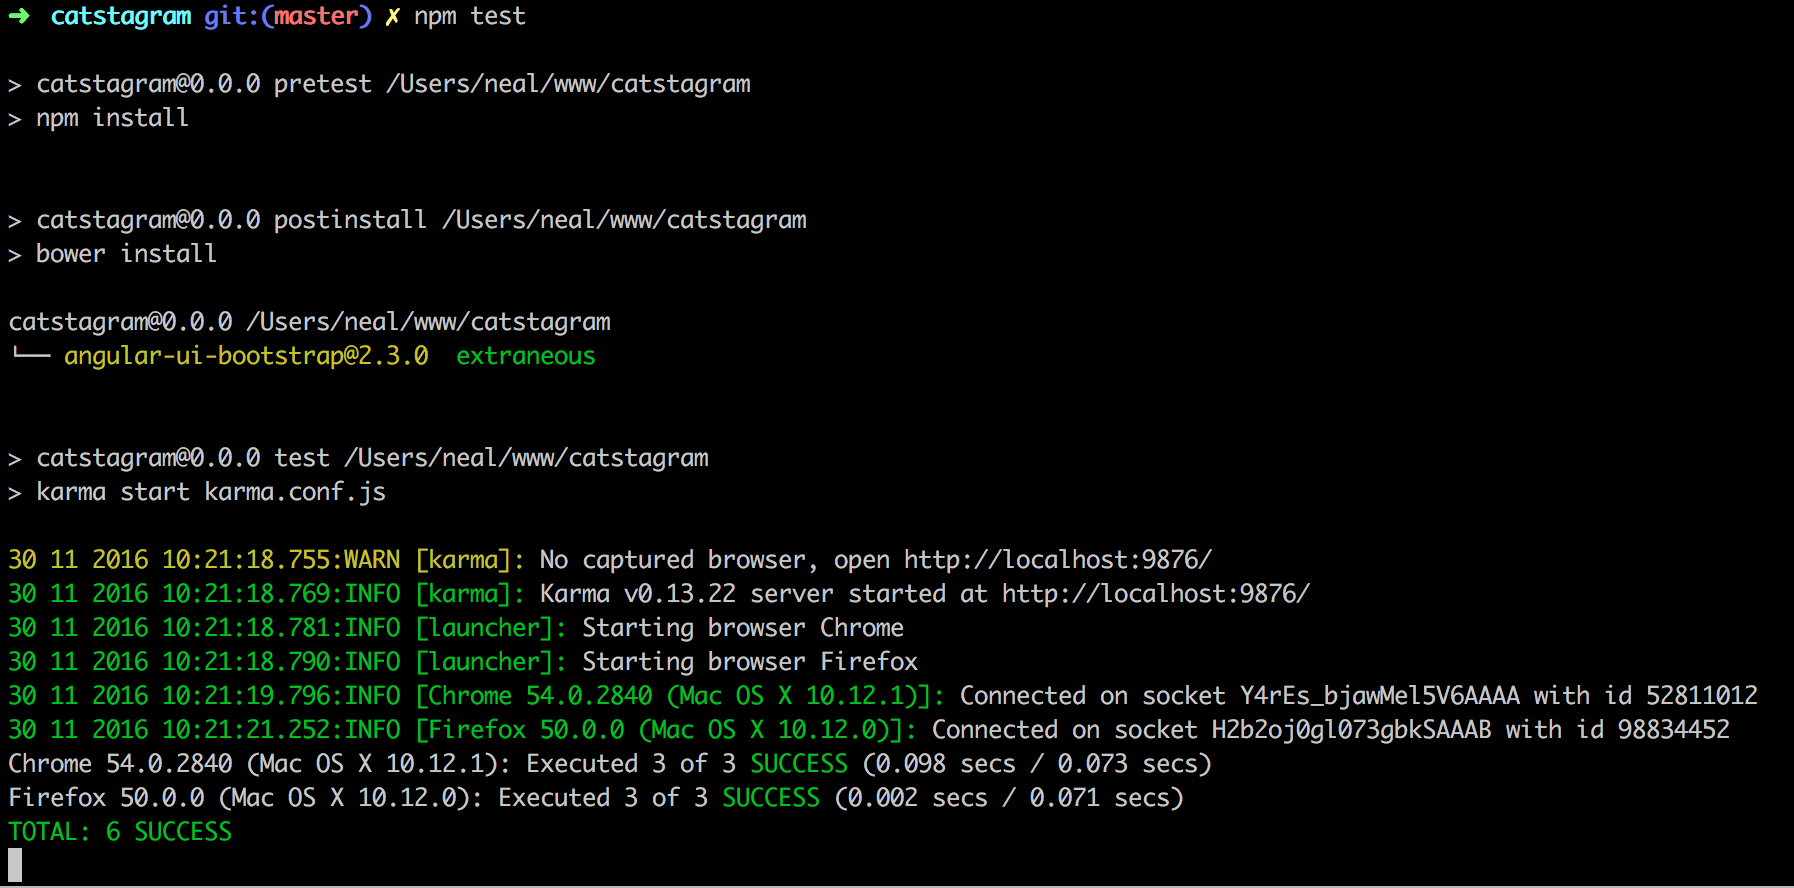 ➜ catstagram git:(master) ✗ npm test
> catstagram@0.0.0 pretest /Users/neal/www/catstagram
> npm install
> catstagram@0.0.0 postinstall /Users/neal/www/catstagram
> bower install
catstagram@0.0.0 /Users/neal/www/catstagram
└── angular-ui-bootstrap@2.3.0 extraneous
> catstagram@0.0.0 test /Users/neal/www/catstagram
> karma start karma.conf.js
30 11 2016 10:21:18.755:WARN [karma]: No captured browser, open http://localhost:9876/
30 11 2016 10:21:18.769:INFO [karma]: Karma v0.13.22 server started at http://localhost:9876/
30 11 2016 10:21:18.781:INFO [launcher]: Starting browser Chrome
30 11 2016 10:21:18.790:INFO [launcher]: Starting browser Firefox
30 11 2016 10:21:19.796:INFO [Chrome 54.0.2840 (Mac OS X 10.12.1)]: Connected on socket Y4rEs_bjawMel5V6AAAA with id 52811012
30 11 2016 10:21:21.252:INFO [Firefox 50.0.0 (Mac OS X 10.12.0)]: Connected on socket H2b2oj0gl073gbkSAAAB with id 98834452
Chrome 54.0.2840 (Mac OS X 10.12.1): Executed 3 of 3 SUCCESS (0.098 secs / 0.073 secs)
Firefox 50.0.0 (Mac OS X 10.12.0): Executed 3 of 3 SUCCESS (0.002 secs / 0.071 secs)
TOTAL: 6 SUCCESS